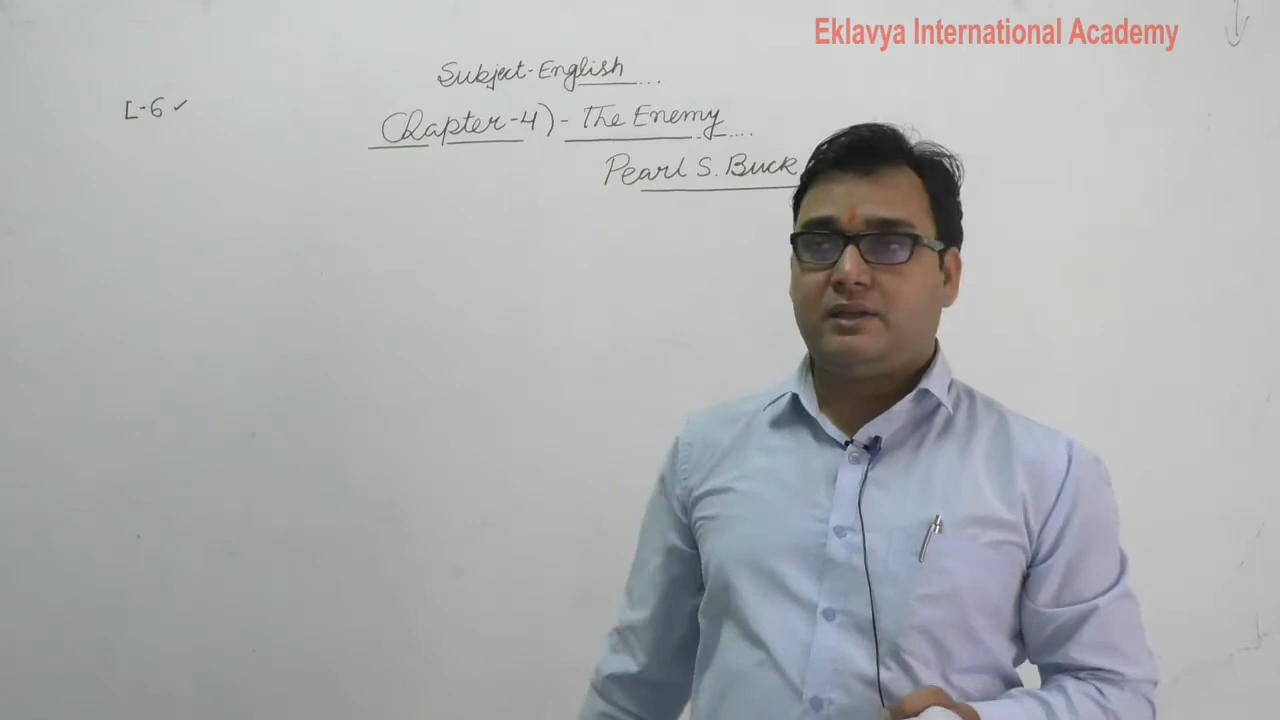 Eklavya International Academy
Subject-English...
L-6 ✓
Chapter-4) - The Enemy....
Pearl S. Buck